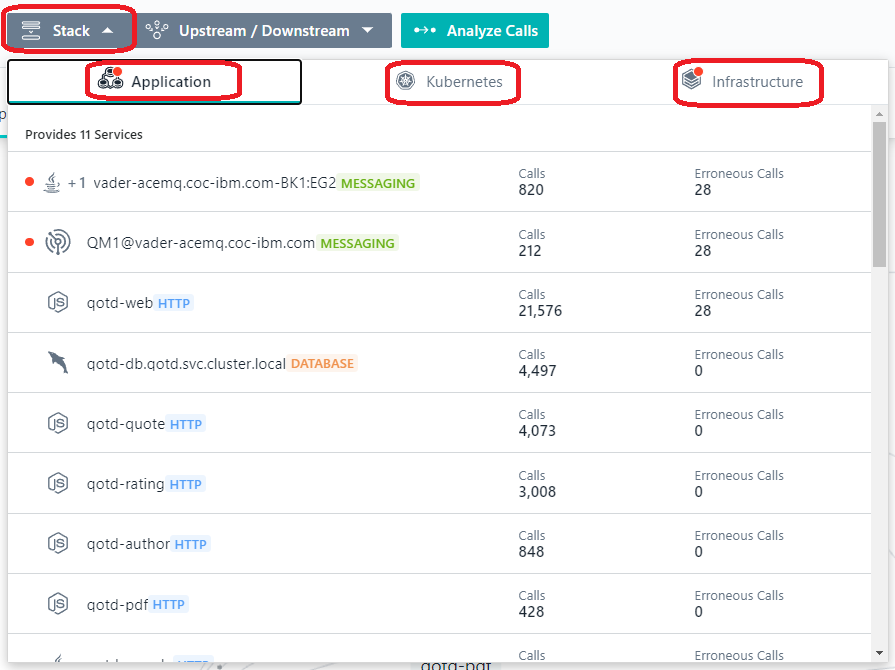 Stack Upstream / Downstream Analyze Calls
Application Kubernetes Infrastructure
Provides 11 Services
+1 vader-acemq.coc-ibm.com-BK1:EG2 MESSAGING Calls 820 Erroneous Calls 28
QM1@vader-acemq.coc-ibm.com MESSAGING Calls 212 Erroneous Calls 28
JS qotd-web HTTP Calls 21,576 Erroneous Calls 28
qotd-db.qotd.svc.cluster.local DATABASE Calls 4,497 Erroneous Calls 0
JS qotd-quote HTTP Calls 4,073 Erroneous Calls 0
JS qotd-rating HTTP Calls 3,008 Erroneous Calls 0
JS qotd-author HTTP Calls 848 Erroneous Calls 0
JS qotd-pdf HTTP Calls 428 Erroneous Calls 0
Calls Erroneous Calls